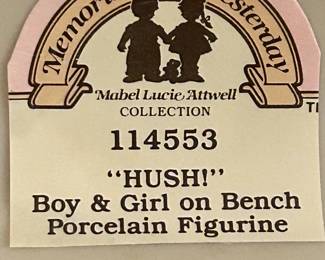 Memori esterday
Mabel Lucie Attwell
COLLECTION
114553
"HUSH!"
Boy & Girl on Bench
Porcelain Figurine